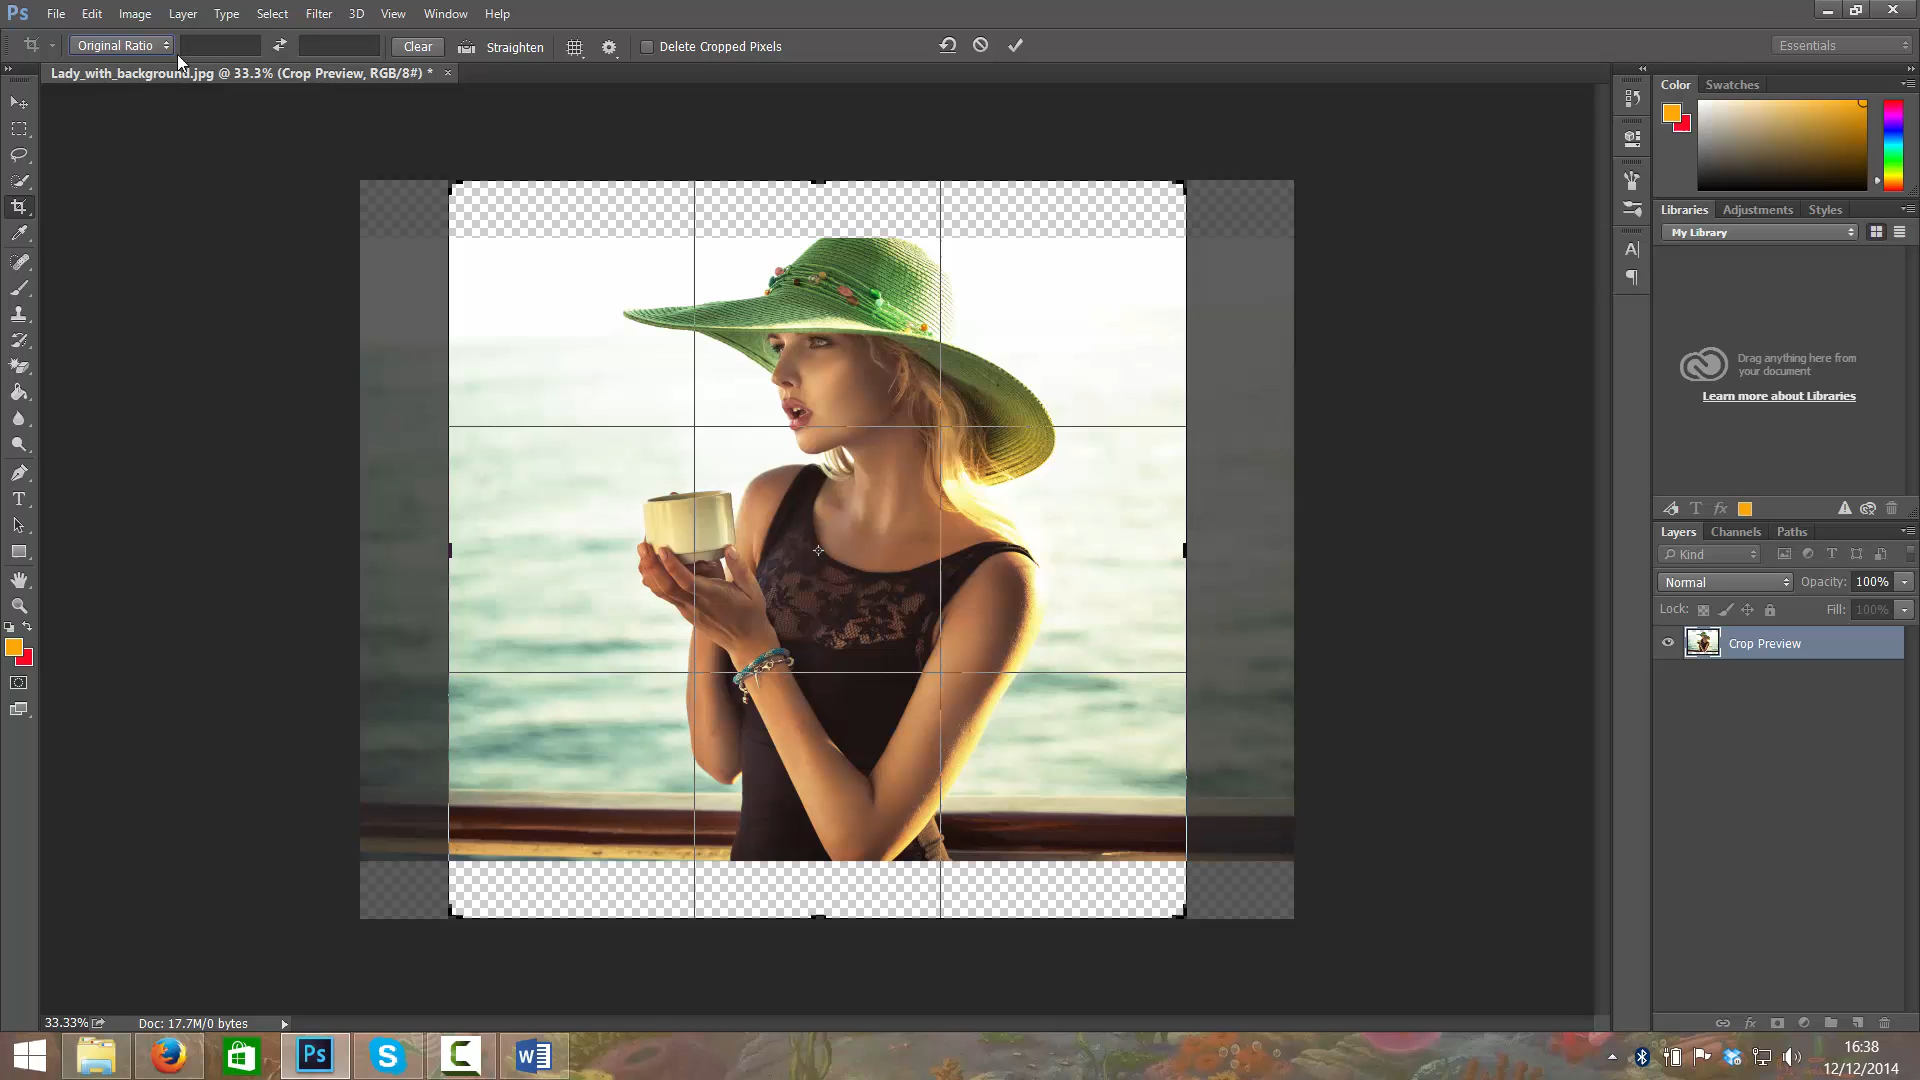 Ps File Edit Image Layer Type Select Filter 3D View Window Help
Original Ratio Clear Straighten Delete Cropped Pixels Essentials
Lady_with_background.jpg @ 33.3% (Crop Preview, RGB/8#) * ×
Color Swatches
Libraries Adjustments Styles
My Library
Drag anything here from
your document
Learn more about Libraries
Layers Channels Paths
Kind
Normal Opacity: 100%
Lock: Fill: 100%
Crop Preview
33.33% Doc: 17.7M/0 bytes
16:38
12/12/2014